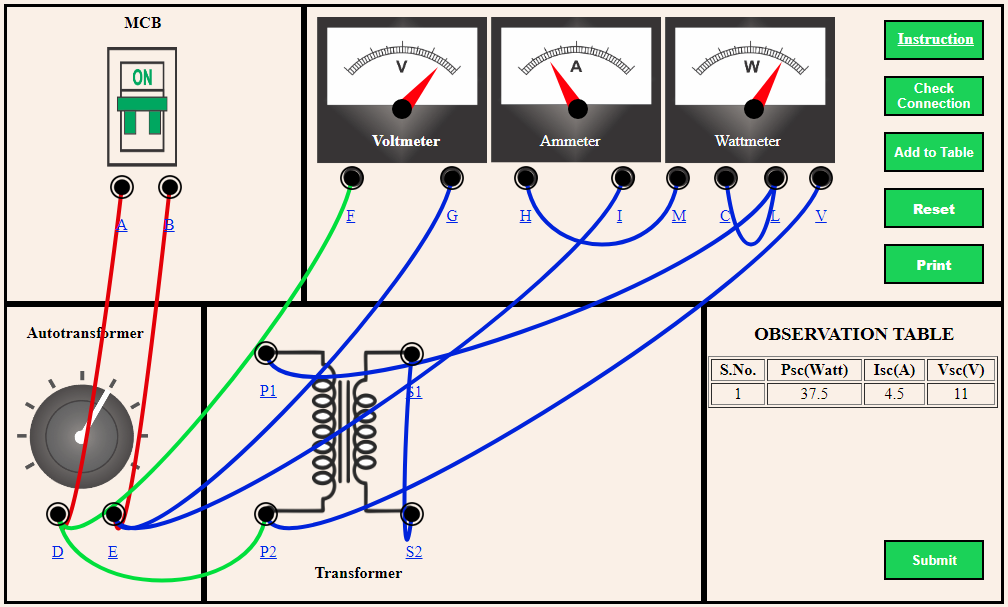 MCB
ON
A B
V
Voltmeter
A
Ammeter
W
Wattmeter
F G H I M C L V
Instruction
Check
Connection
Add to Table
Reset
Print
Autotransformer
D E
P1 S1
P2 S2
Transformer
OBSERVATION TABLE
S.No. Psc(Watt) Isc(A) Vsc(V)
1 37.5 4.5 11
Submit